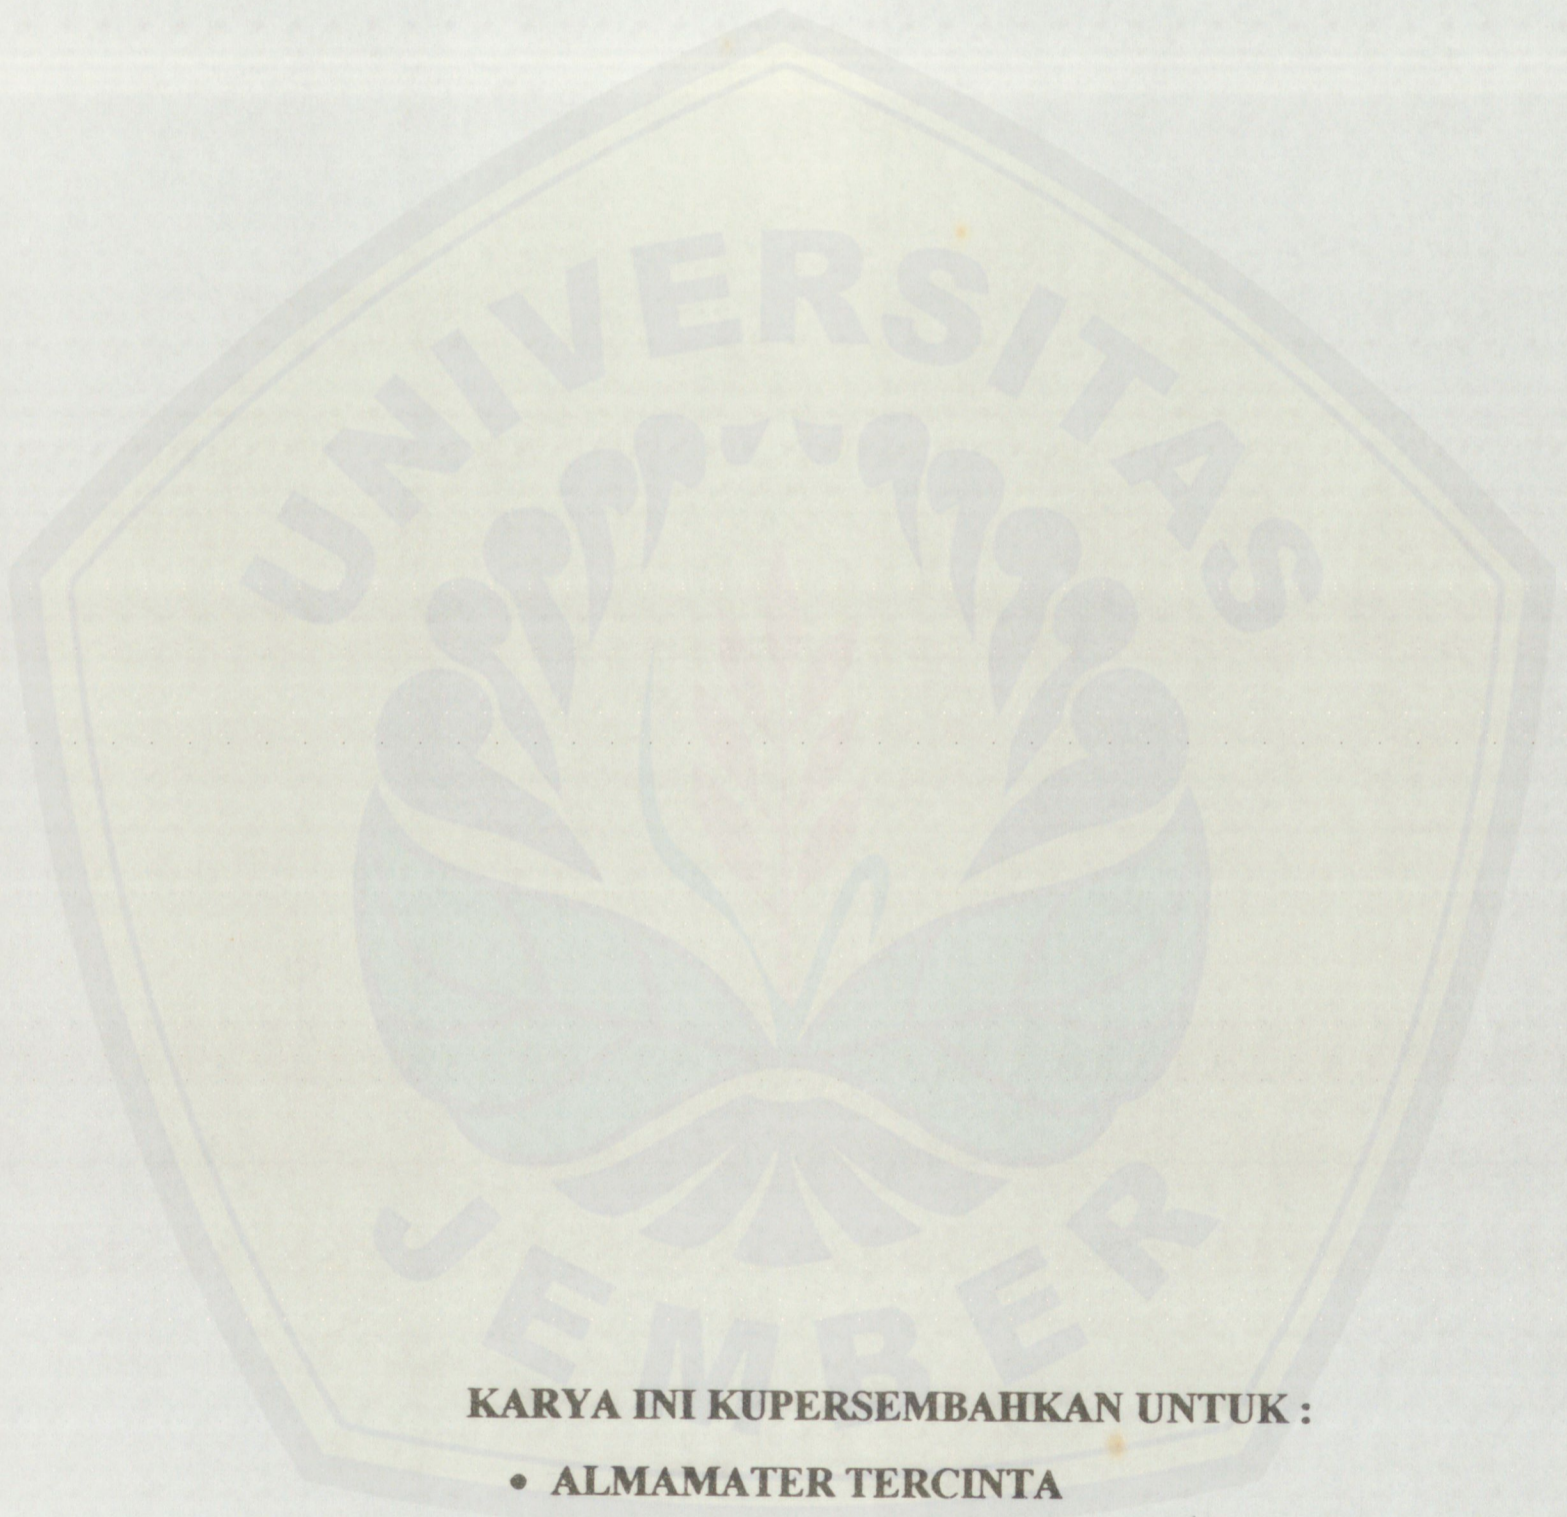 UNIVERSITAS
JEMBER
KARYA INI KUPERSEMBAHKAN UNTUK :
• ALMAMATER TERCINTA